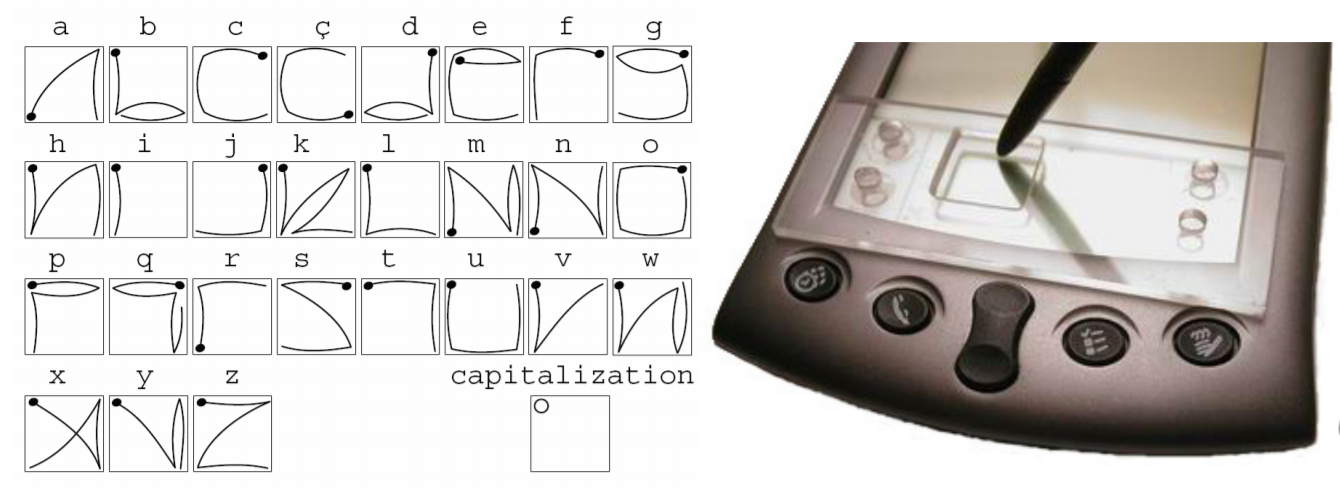 a b c ç d e f g
h i j k l m n o
p q r s t u v w
x y z capitalization